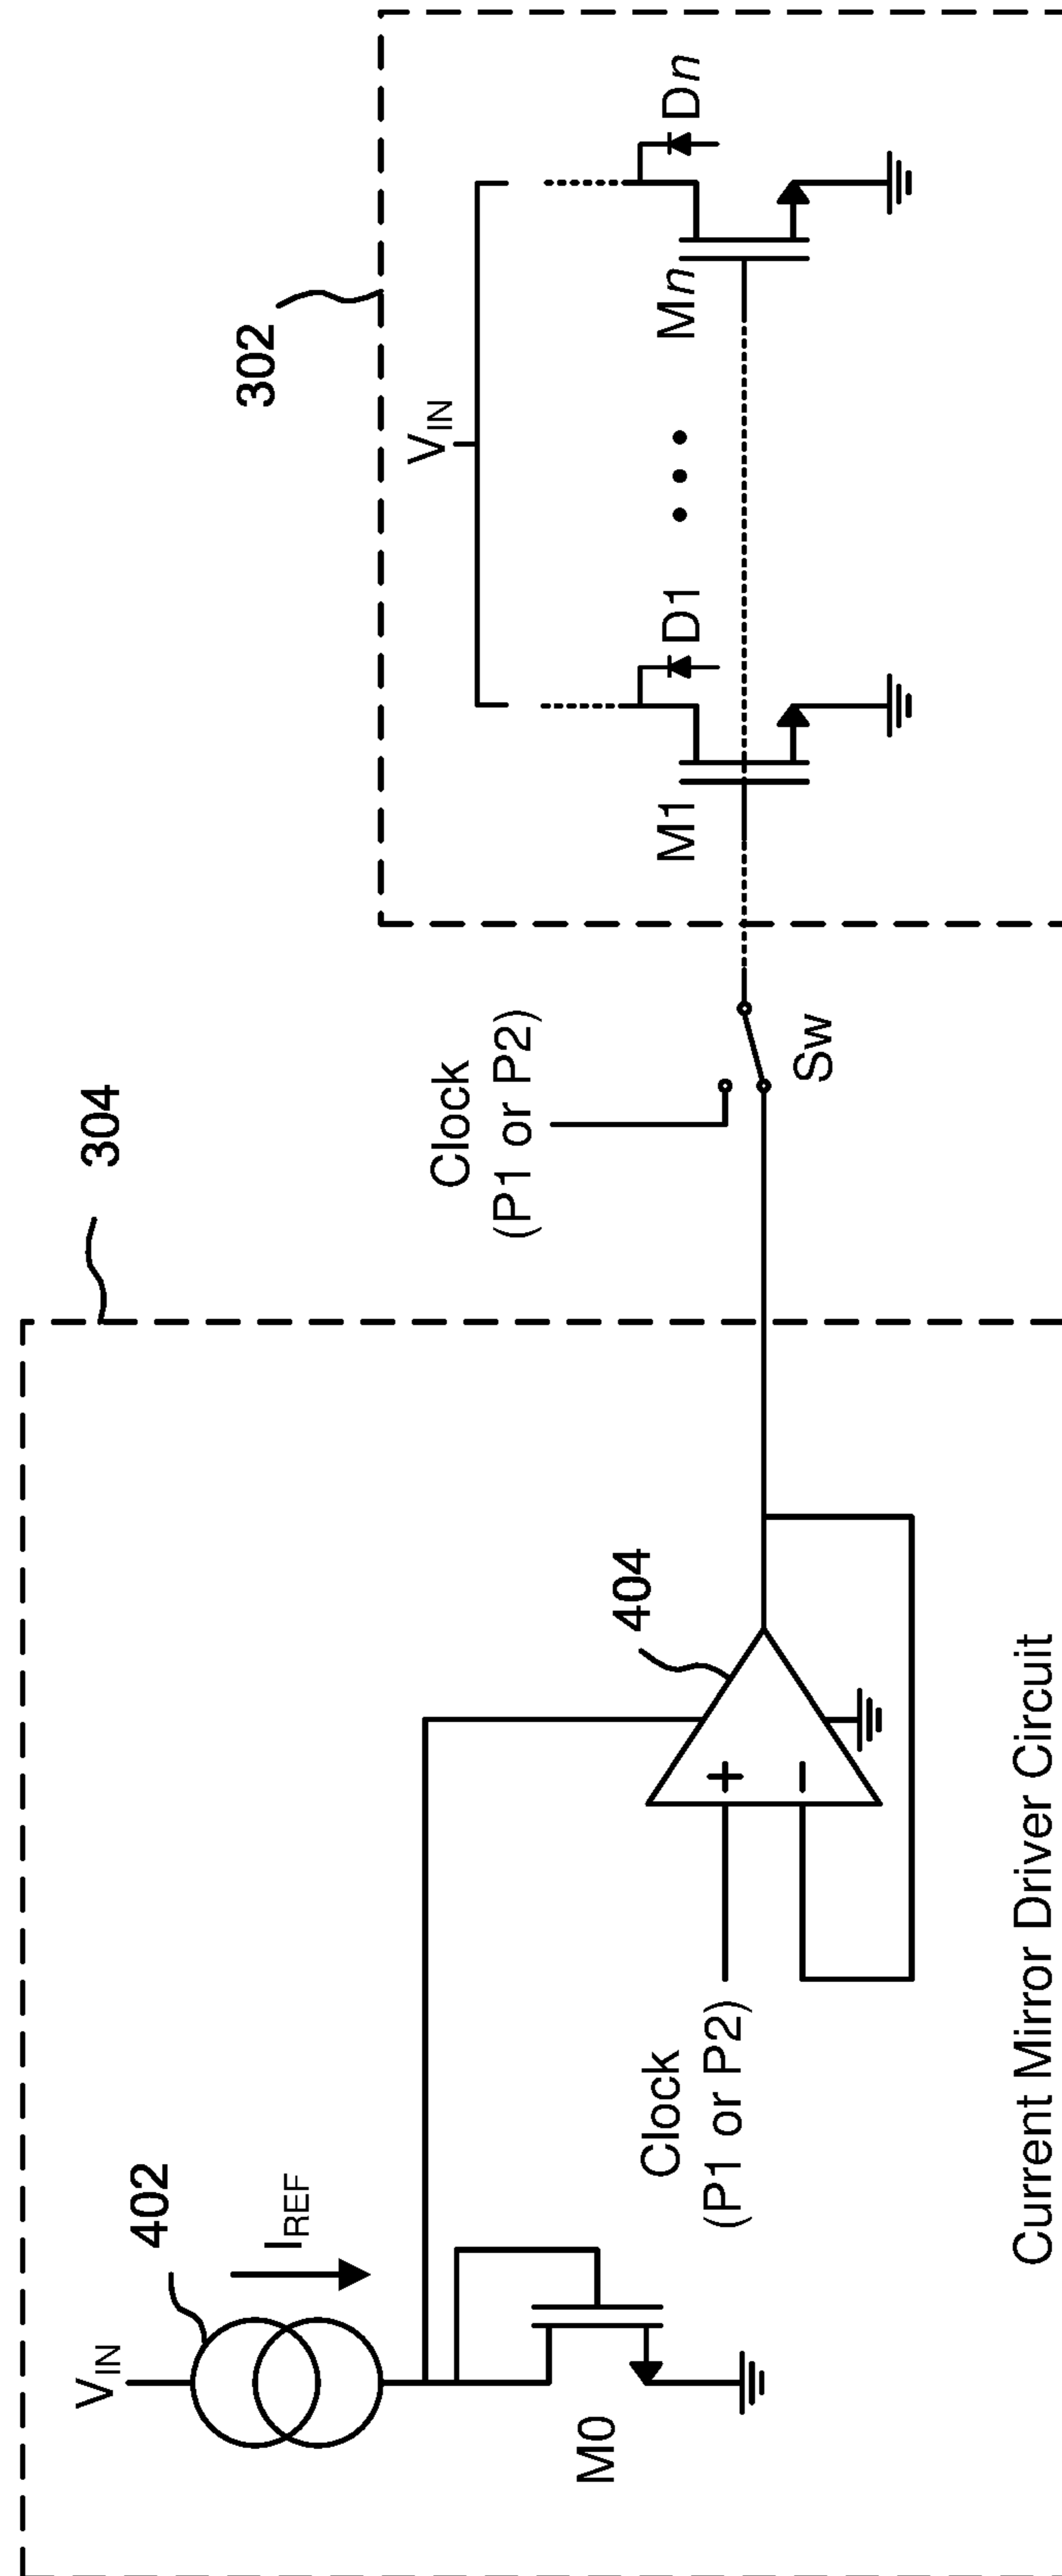 304
302
V_IN
402
I_REF
M0
Clock
(P1 or P2)
+
−
404
Clock
(P1 or P2)
Sw
V_IN
M1
D1
• • •
Mn
Dn
Current Mirror Driver Circuit